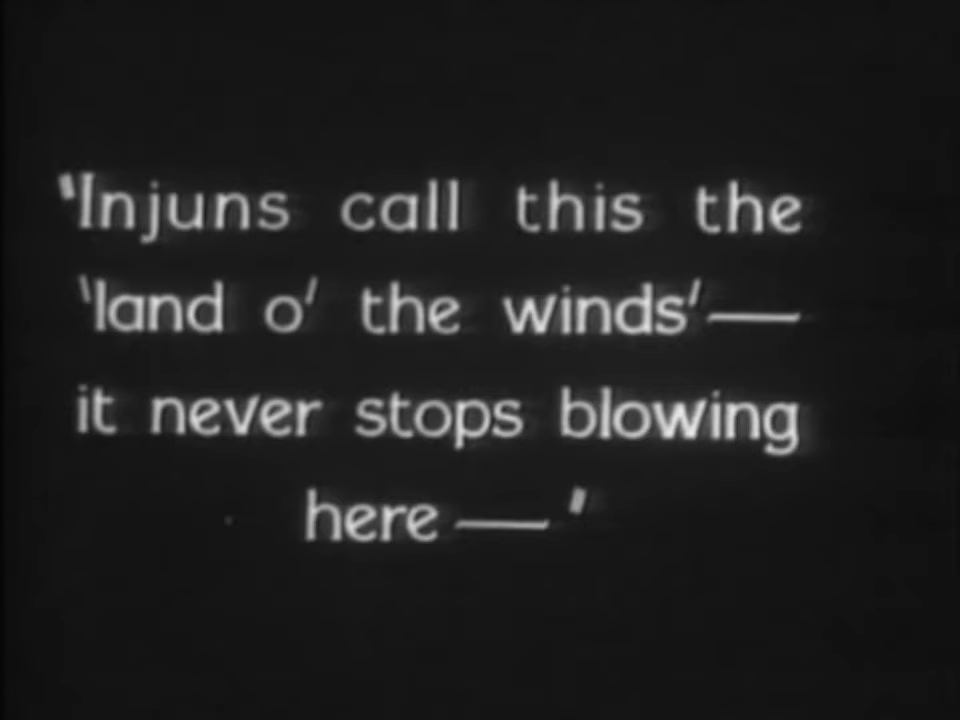 "Injuns call this the
'land o' the winds'—
it never stops blowing
here—"